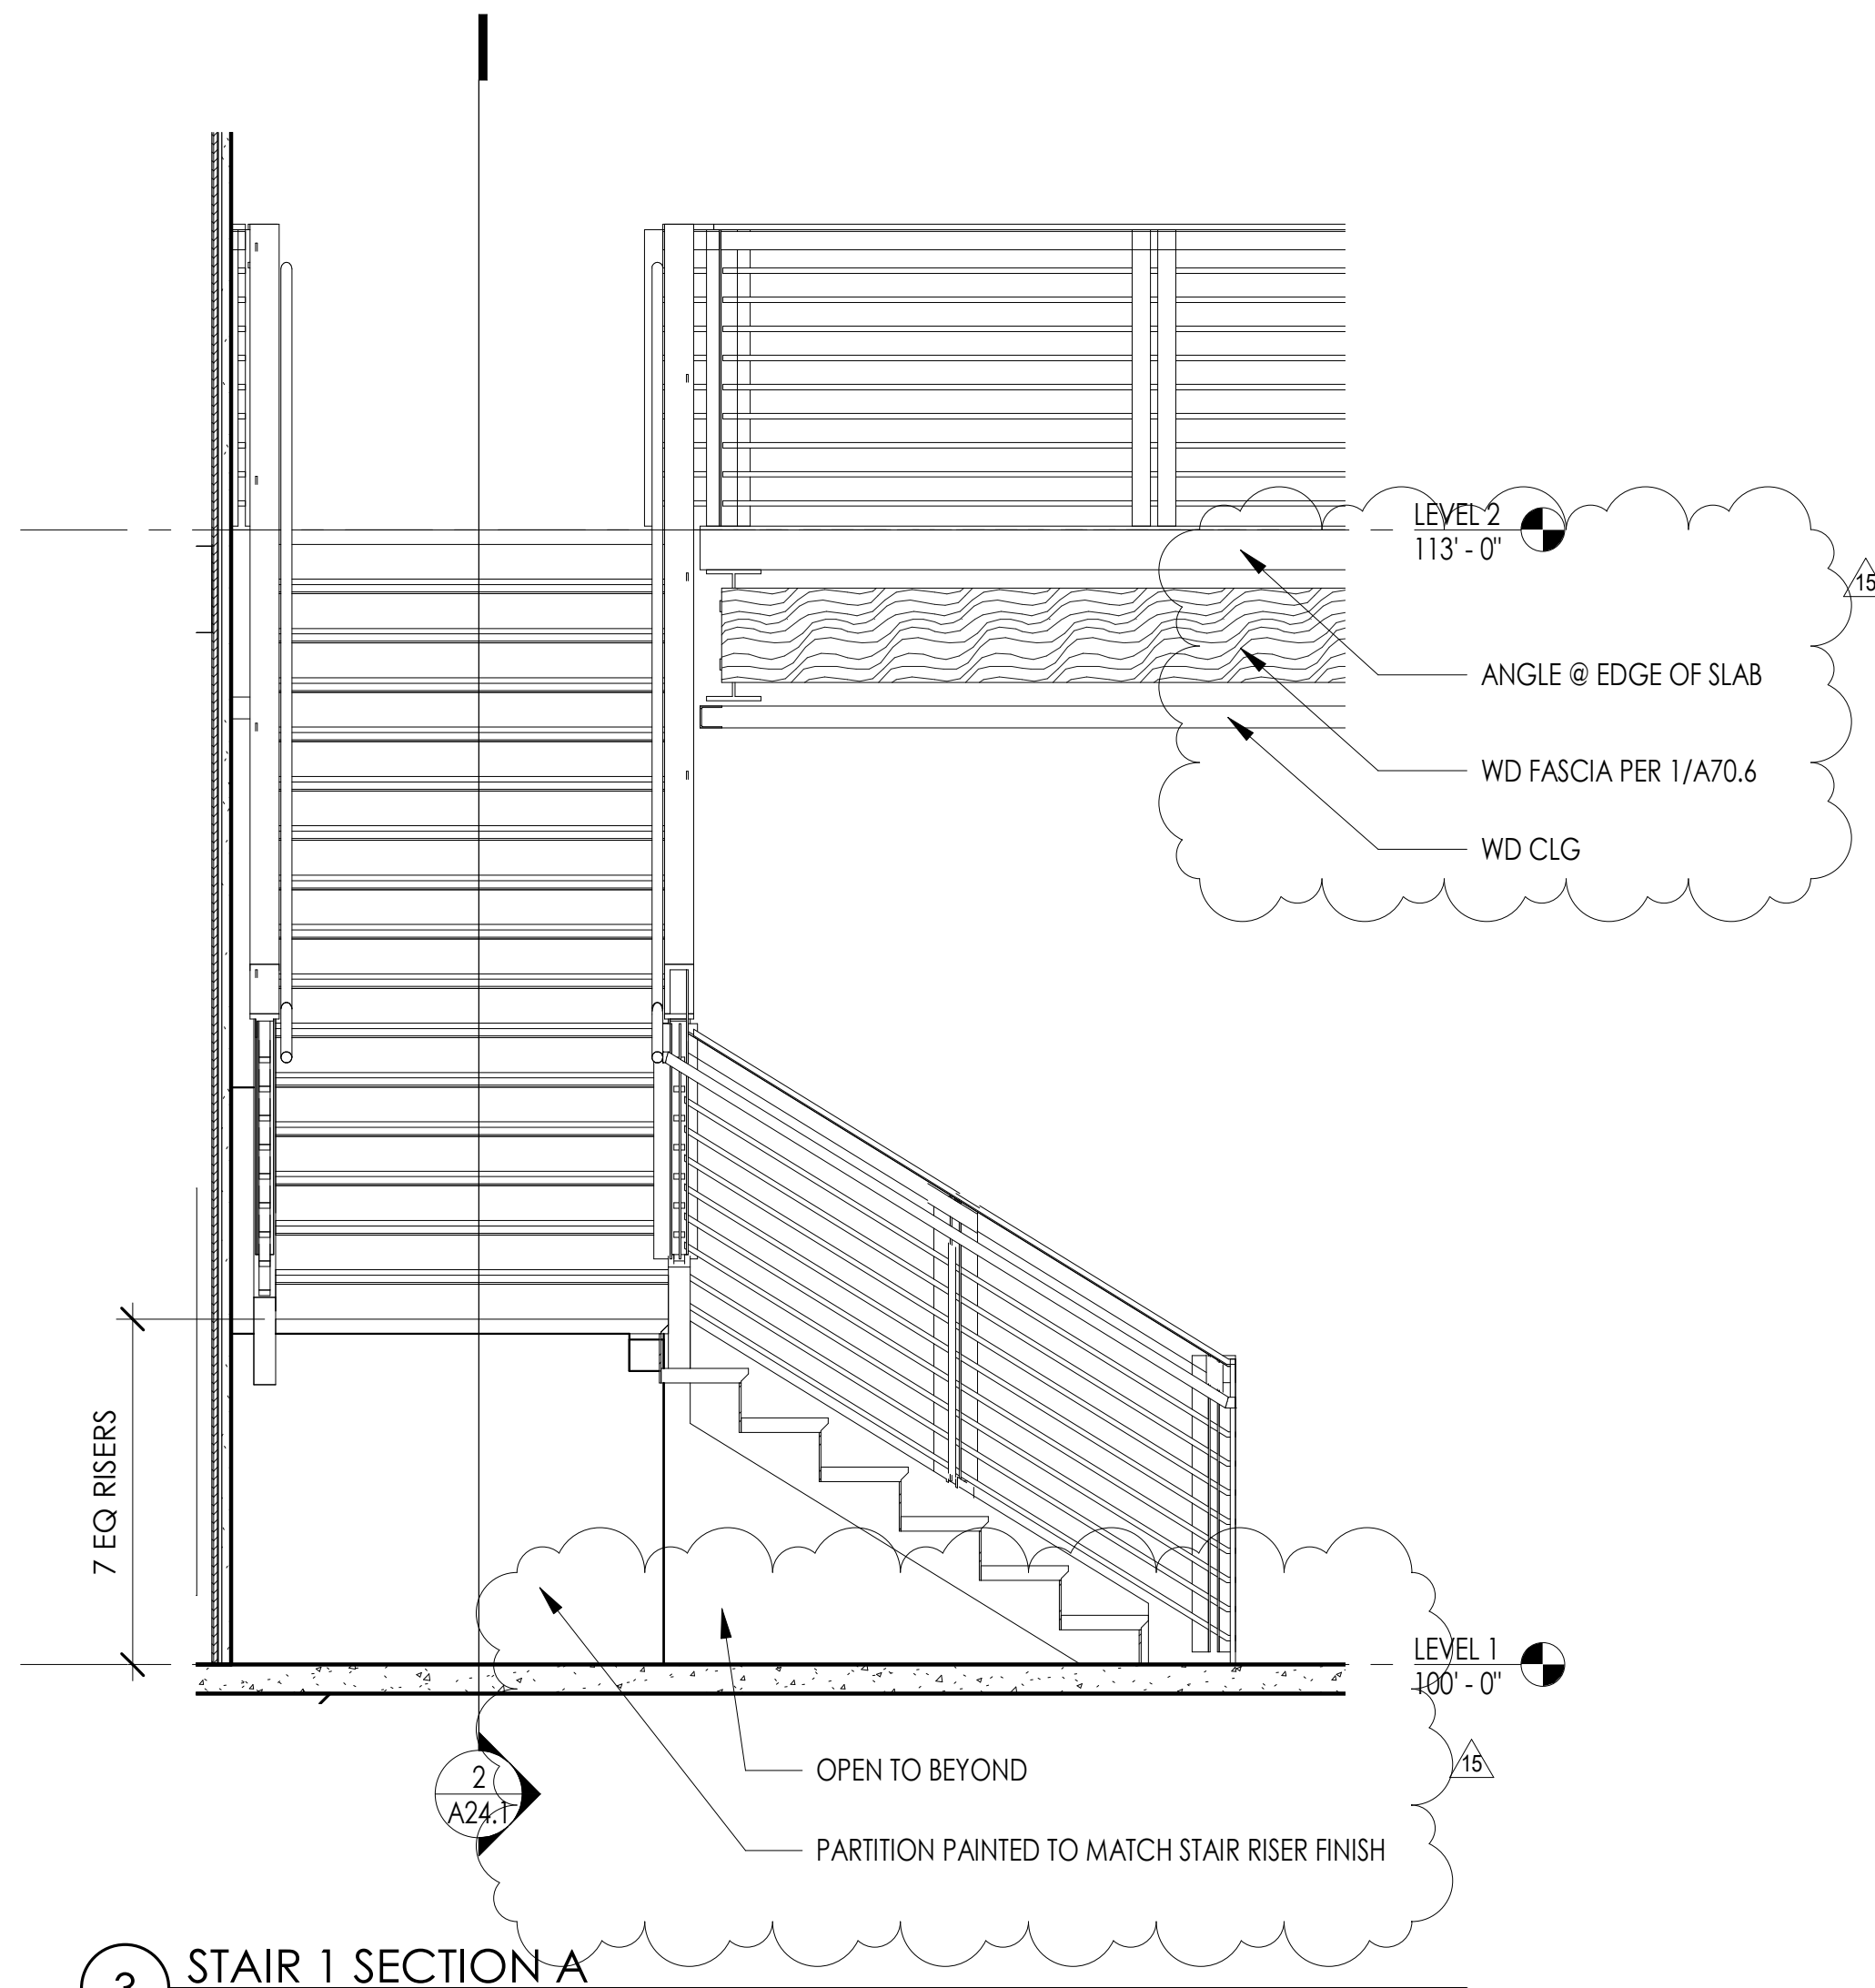 LEVEL 2
113' - 0"
15
ANGLE @ EDGE OF SLAB
WD FASCIA PER 1/A70.6
WD CLG
7 EQ RISERS
LEVEL 1
100' - 0"
15
OPEN TO BEYOND
2
A24.1
PARTITION PAINTED TO MATCH STAIR RISER FINISH
3
STAIR 1 SECTION A